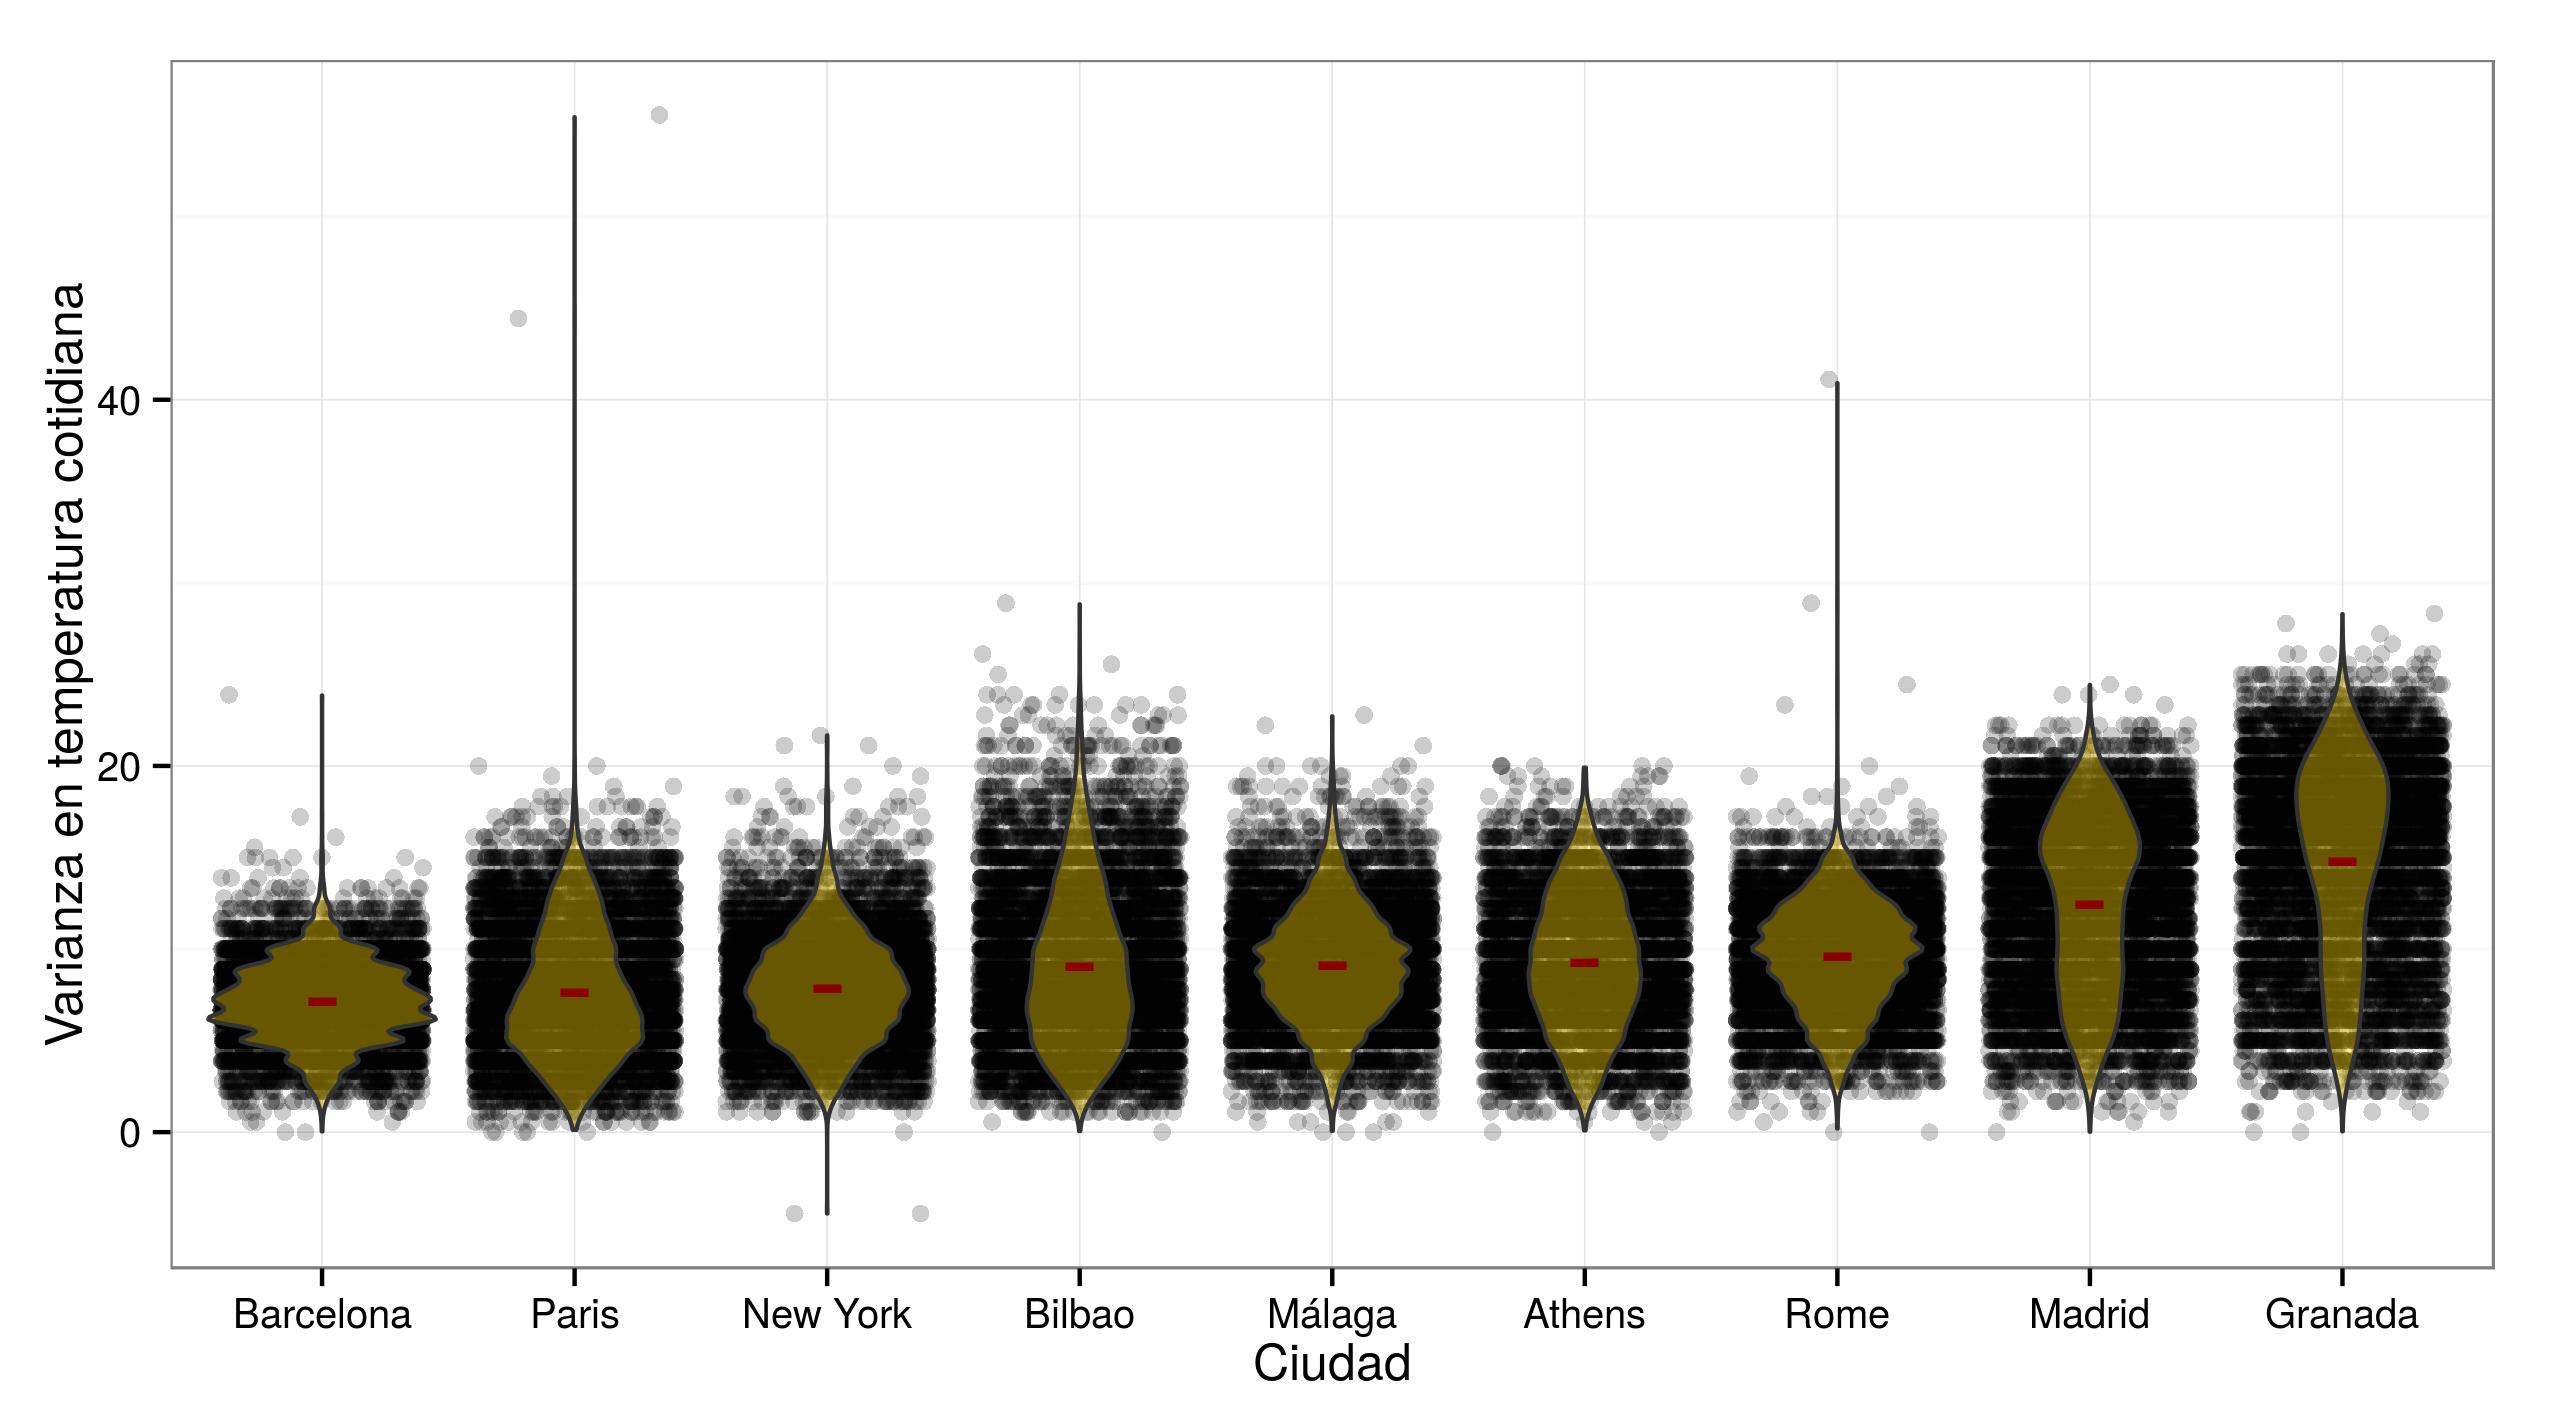 Varianza en temperatura cotidiana
40
20
0
Barcelona Paris New York Bilbao Málaga Athens Rome Madrid Granada
Ciudad